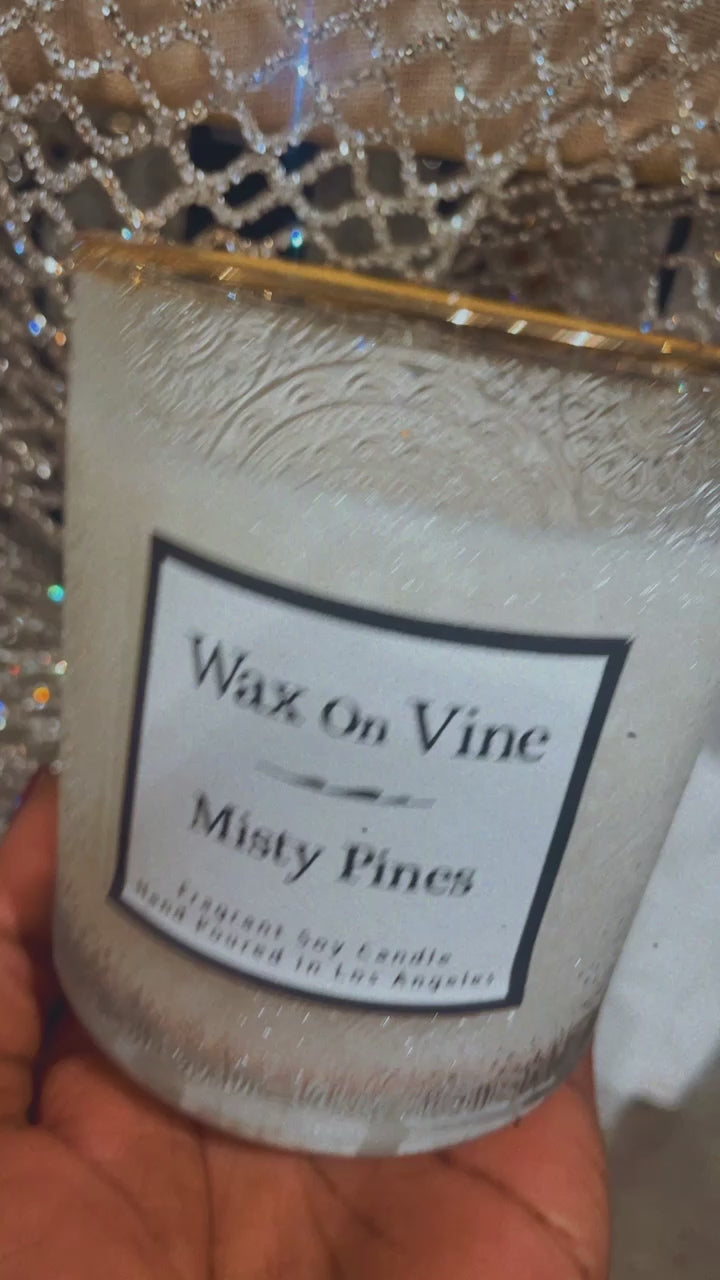 Wax On Vine
Misty Pines
Fragrant Soy Candle
Hand Poured in Los Angeles